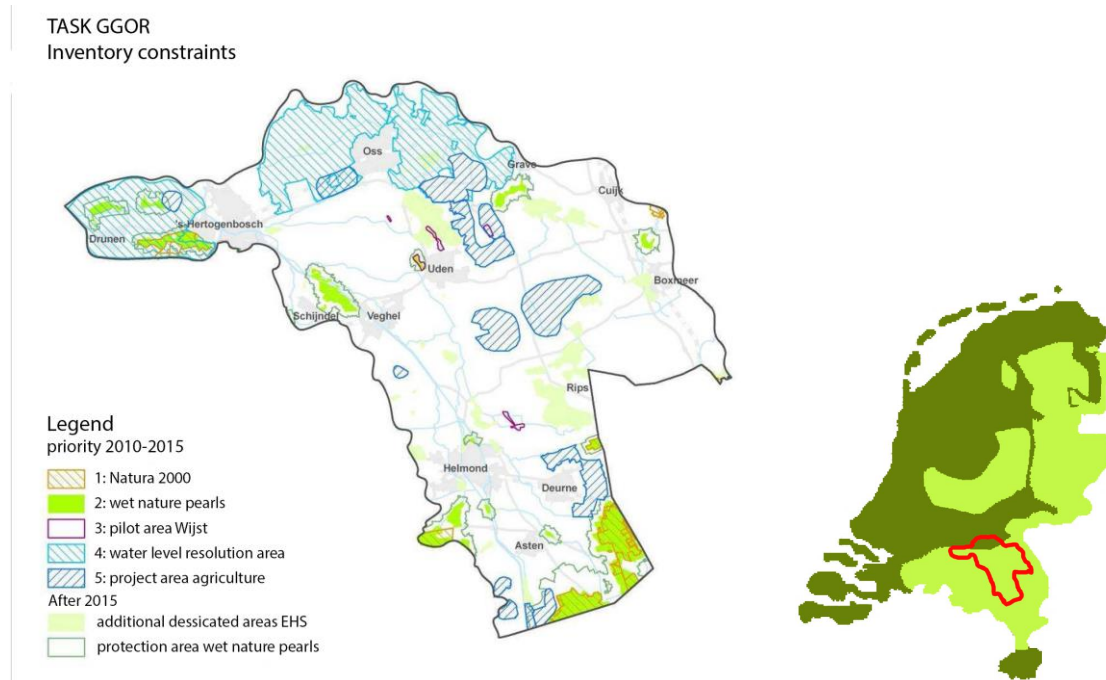 TASK GGOR
Inventory constraints
Oss
Grave
Cuijk
's-Hertogenbosch
Drunen
Uden
Boxmeer
Schijndel
Veghel
Rips
Helmond
Deurne
Asten
Legend
priority 2010-2015
1: Natura 2000
2: wet nature pearls
3: pilot area Wijst
4: water level resolution area
5: project area agriculture
After 2015
additional dessicated areas EHS
protection area wet nature pearls